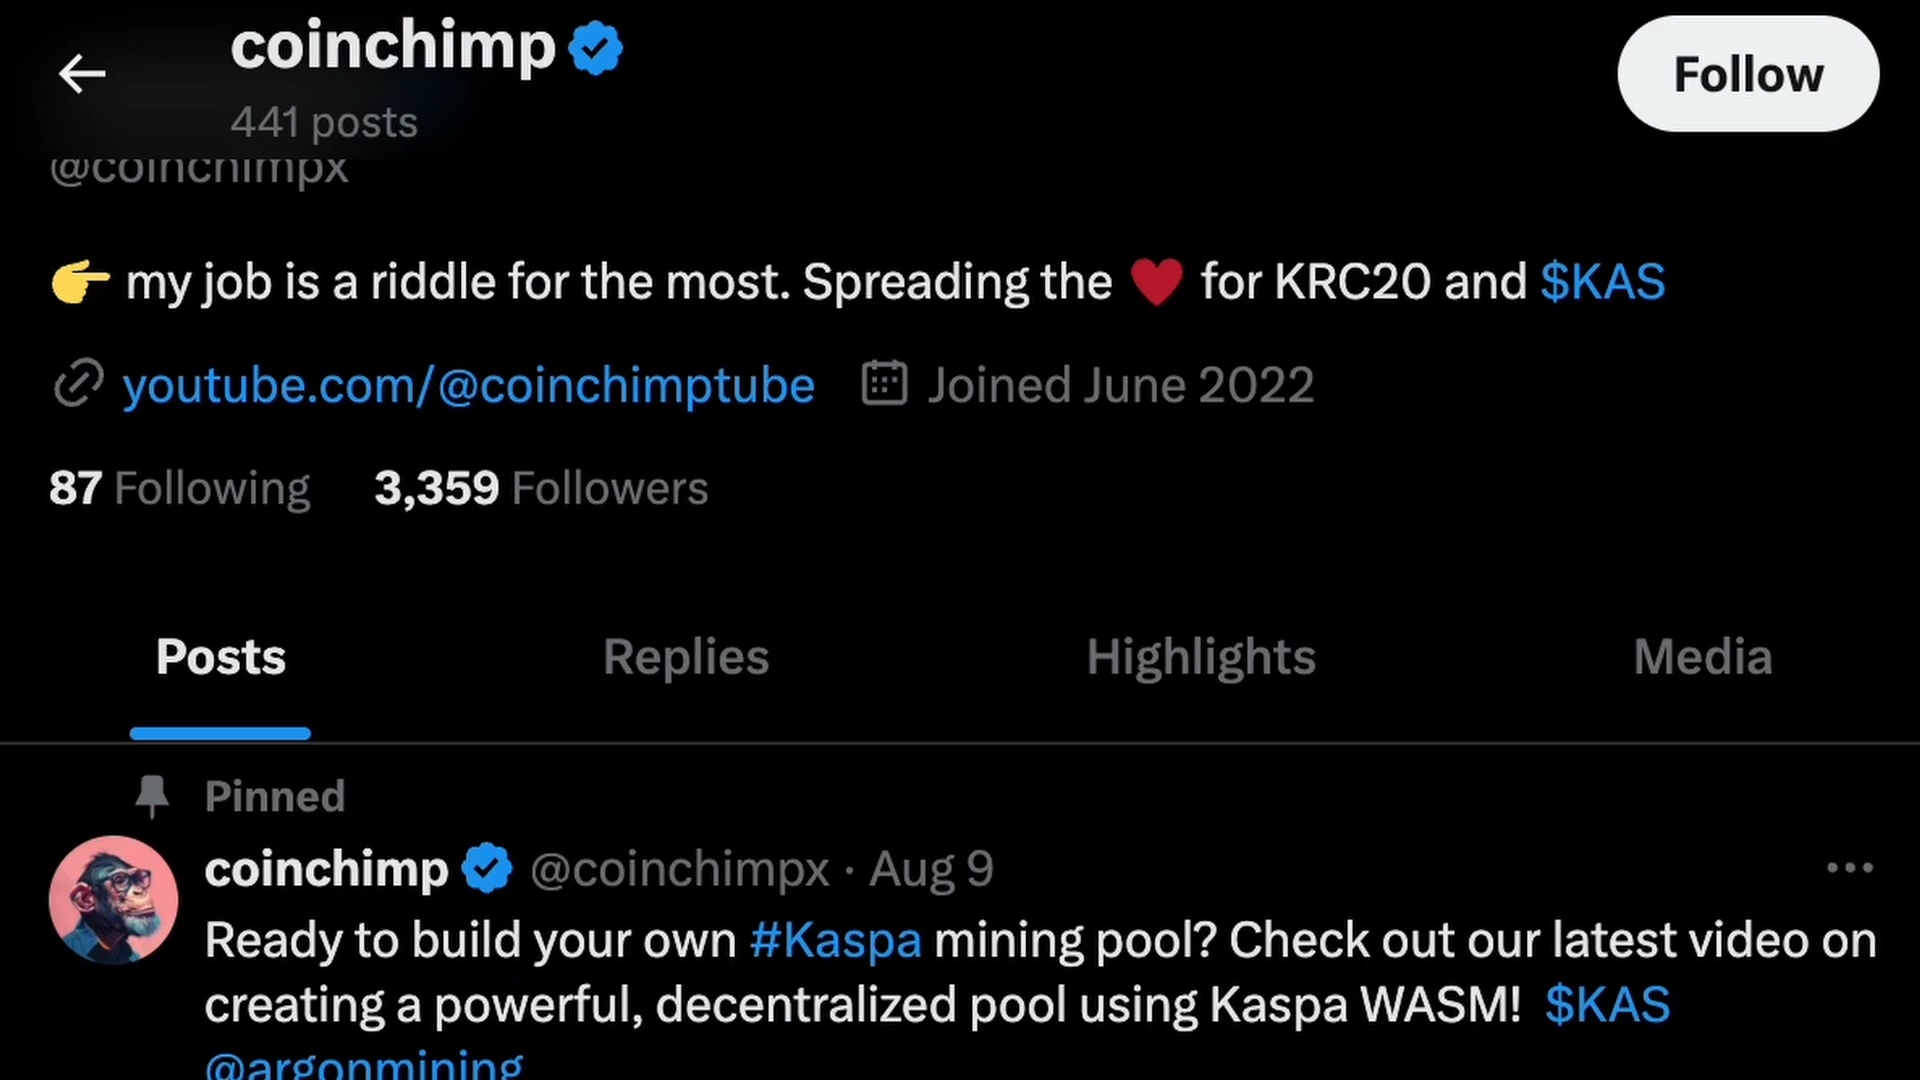 coinchimp
Follow
441 posts
@coinchimpx
👉 my job is a riddle for the most. Spreading the ❤️ for KRC20 and $KAS
youtube.com/@coinchimptube Joined June 2022
87 Following 3,359 Followers
Posts Replies Highlights Media
Pinned
coinchimp @coinchimpx · Aug 9
Ready to build your own #Kaspa mining pool? Check out our latest video on
creating a powerful, decentralized pool using Kaspa WASM! $KAS
@argonmining